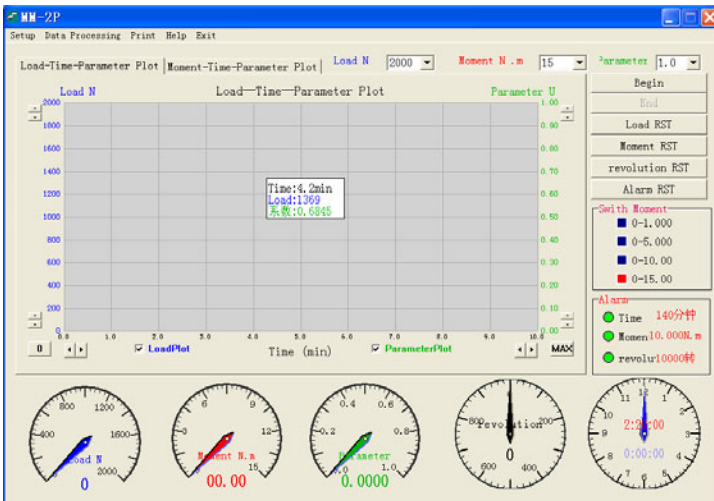 MM-2P
Setup Data Processing Print Help Exit
Load-Time-Parameter Plot Moment-Time-Parameter Plot Load N 2000 Moment N.m 15 Parameter 1.0
Load N Load—Time—Parameter Plot Parameter U
2000 1.00
1800 0.90
1600 0.80
1400 0.70
1200 0.60
1000 0.50
800 0.40
600 0.30
400 0.20
200 0.10
0 0.00
Time:4.2min
Load:1369
系数:0.6845
0.0 1.0 2.0 3.0 4.0 5.0 6.0 7.0 8.0 9.0 10.0
0 LoadPlot Time (min) ParameterPlot MAX
Begin
End
Load RST
Moment RST
revolution RST
Alarm RST
Swith Moment
0-1.000
0-5.000
0-10.00
0-15.00
Alarm
Time 140分钟
Momen 10.000N.m
revolu 10000转
400 800 1200 1600 2000
Load N
0
3 6 9 12 15
Moment N.m
00.00
0.0 0.2 0.4 0.6 0.8 1.0
Parameter
0.0000
0 200 400 600 800
Revolution
0
12 1 2 3 4 5 6 7 8 9 10 11
0:00:00